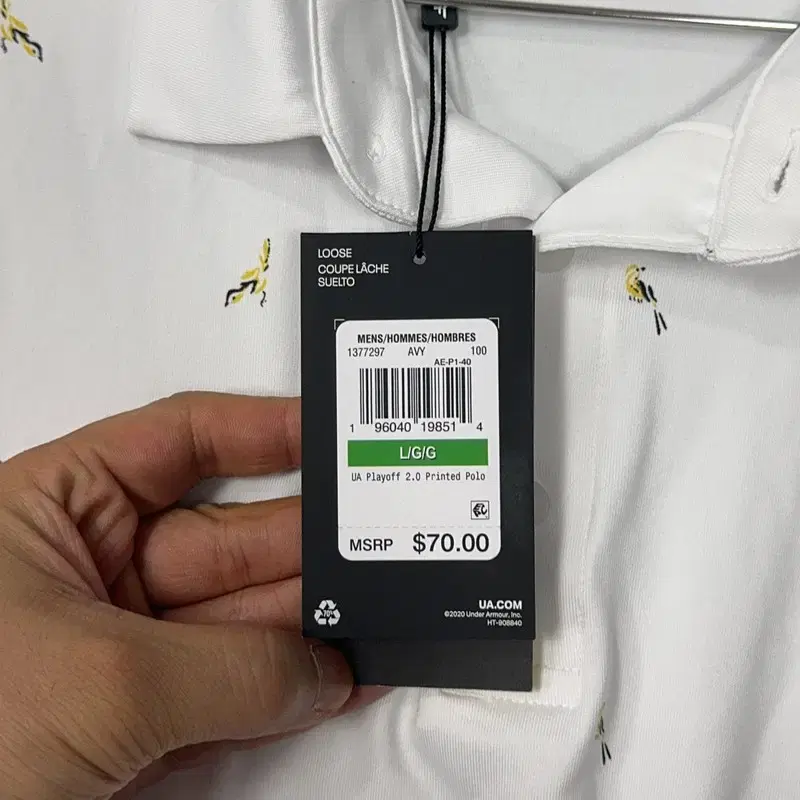 LOOSE
COUPE LÂCHE
SUELTO
MENS/HOMMES/HOMBRES
1377297 AVY 100
AE-P1-40
1 96040 19851 4
L/G/G
UA Playoff 2.0 Printed Polo
MSRP $70.00
70%
UA.COM
©2020 Under Armour, Inc.
HT-908840